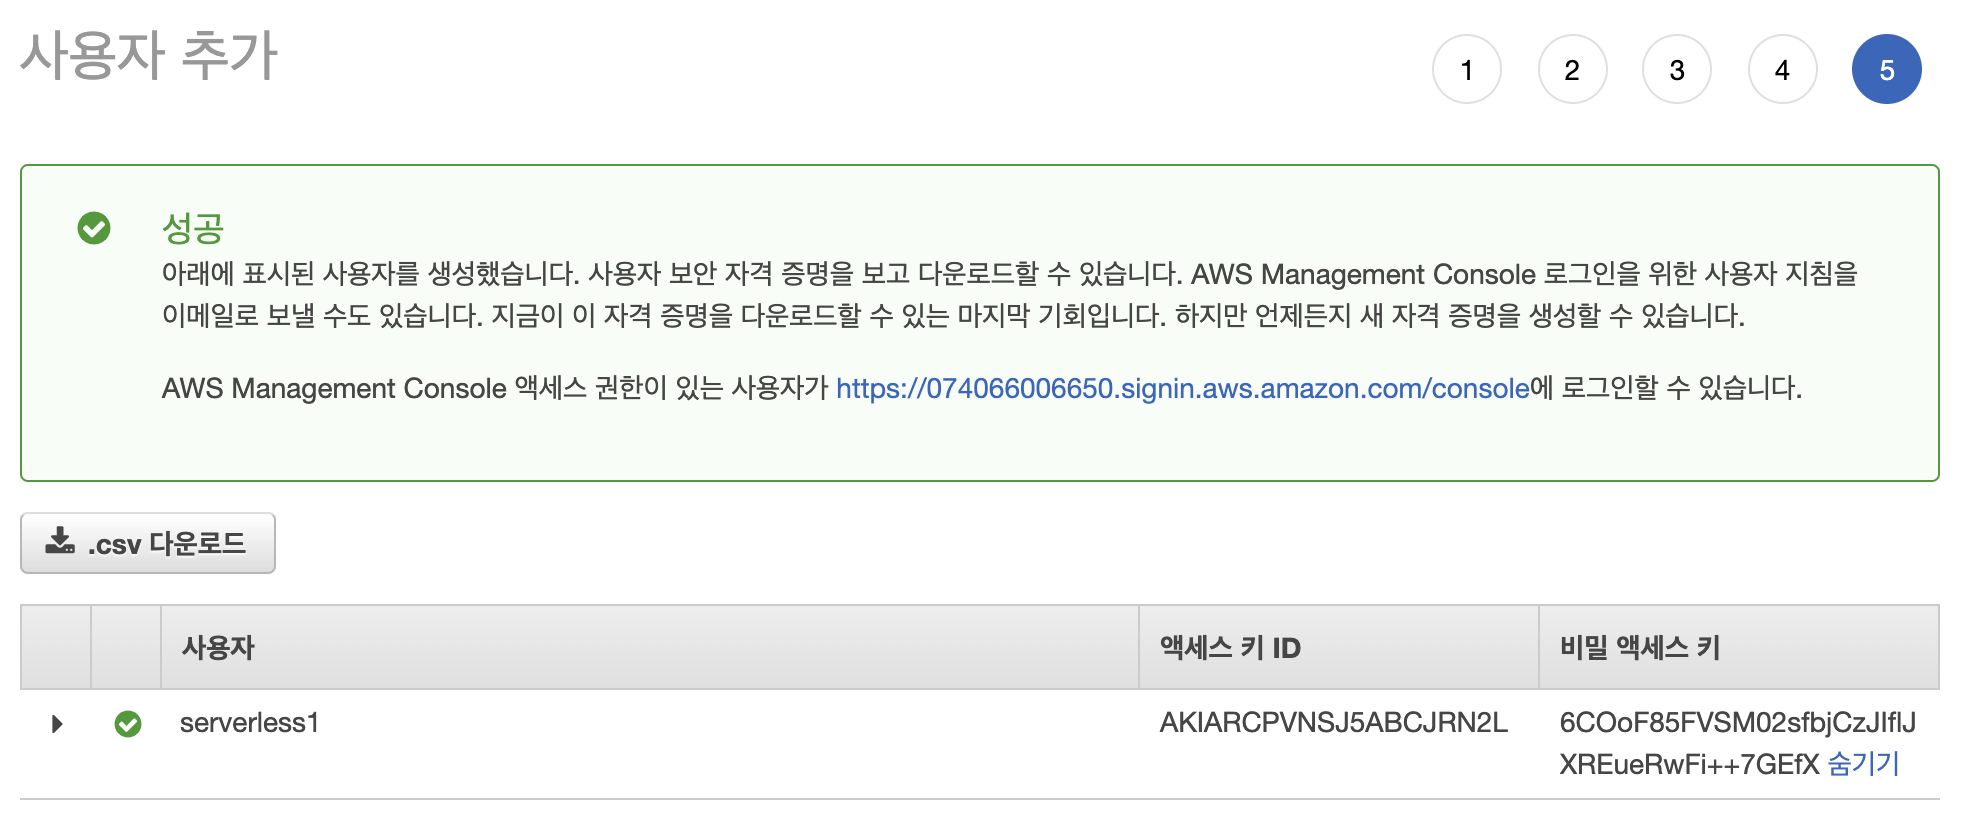 사용자 추가
1 2 3 4 5
성공
아래에 표시된 사용자를 생성했습니다. 사용자 보안 자격 증명을 보고 다운로드할 수 있습니다. AWS Management Console 로그인을 위한 사용자 지침을
이메일로 보낼 수도 있습니다. 지금이 이 자격 증명을 다운로드할 수 있는 마지막 기회입니다. 하지만 언제든지 새 자격 증명을 생성할 수 있습니다.
AWS Management Console 액세스 권한이 있는 사용자가 https://074066006650.signin.aws.amazon.com/console에 로그인할 수 있습니다.
.csv 다운로드
사용자 액세스 키 ID 비밀 액세스 키
serverless1 AKIARCPVNSJ5ABCJRN2L 6COoF85FVSM02sfbjCzJIflJ
XREueRwFi++7GEfX 숨기기